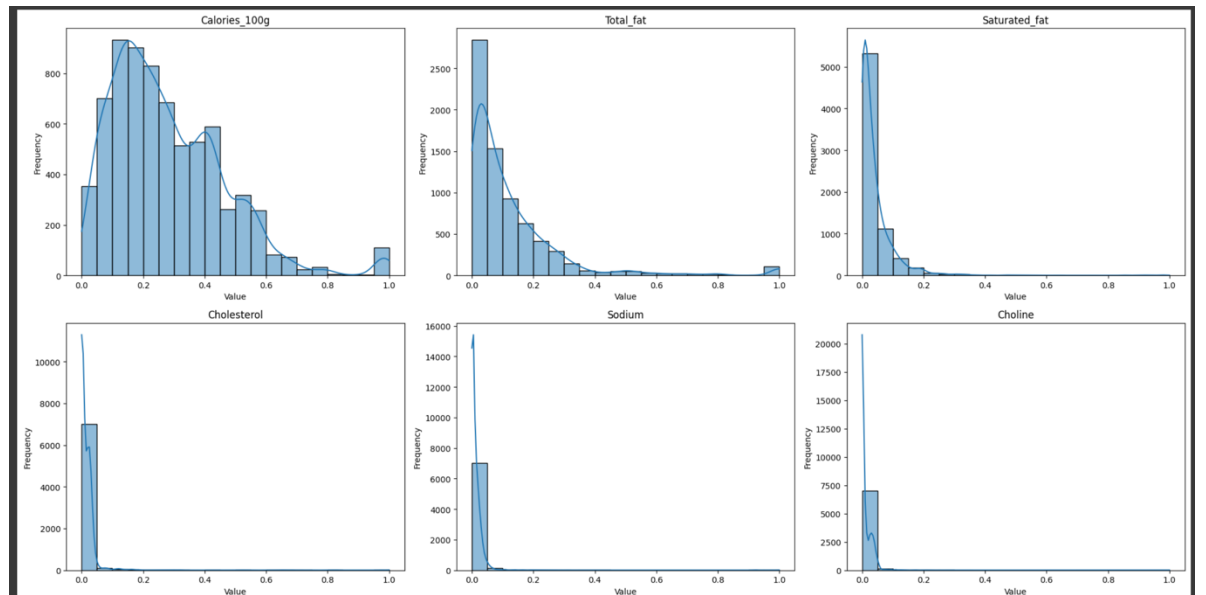 Calories_100g
Total_fat
Saturated_fat
Frequency
800
600
400
200
0
0.0 0.2 0.4 0.6 0.8 1.0
Value
Frequency
2500
2000
1500
1000
500
0
0.0 0.2 0.4 0.6 0.8 1.0
Value
Frequency
5000
4000
3000
2000
1000
0
0.0 0.2 0.4 0.6 0.8 1.0
Value
Cholesterol
Sodium
Choline
Frequency
10000
8000
6000
4000
2000
0
0.0 0.2 0.4 0.6 0.8 1.0
Value
Frequency
16000
14000
12000
10000
8000
6000
4000
2000
0
0.0 0.2 0.4 0.6 0.8 1.0
Value
Frequency
20000
17500
15000
12500
10000
7500
5000
2500
0
0.0 0.2 0.4 0.6 0.8 1.0
Value